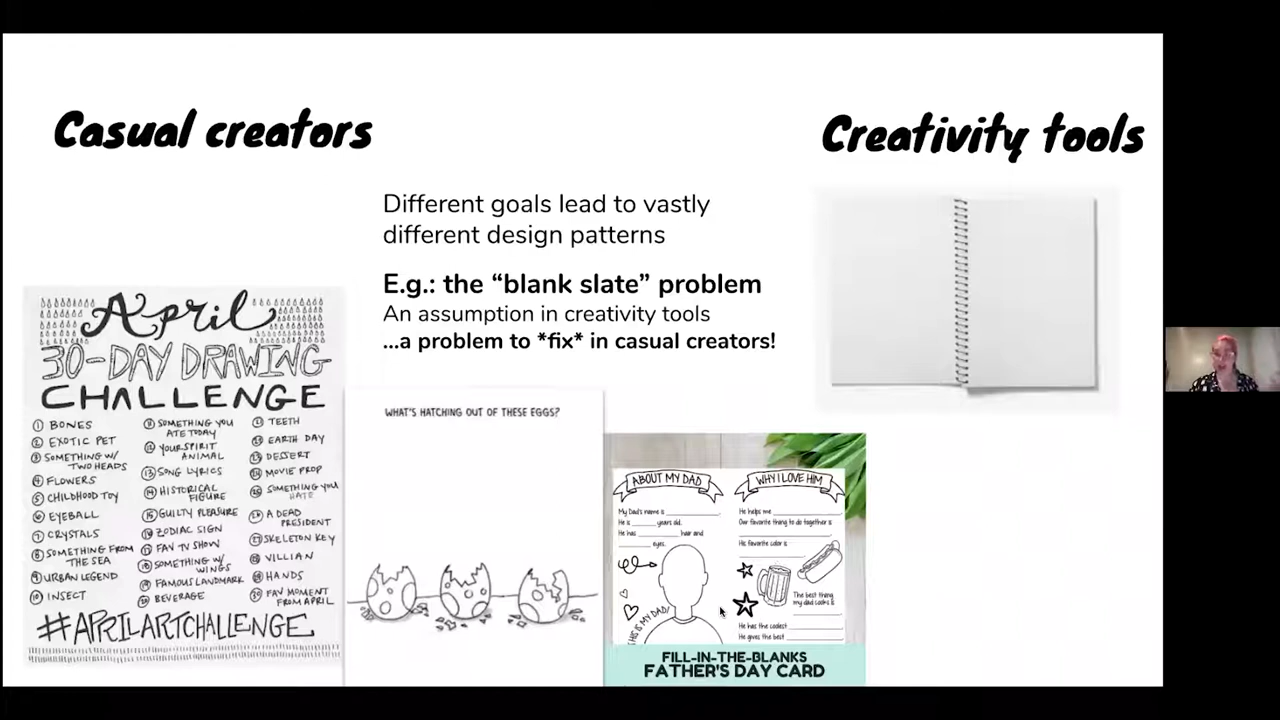 Casual creators
Creativity tools
Different goals lead to vastly
different design patterns
E.g.: the “blank slate” problem
An assumption in creativity tools
...a problem to *fix* in casual creators!
April
30-DAY DRAWING
CHALLENGE
1 BONES
2 EXOTIC PET
3 SOMETHING W/
TWO HEADS
4 FLOWERS
5 CHILDHOOD TOY
6 EYEBALL
7 CRYSTALS
8 SOMETHING FROM
THE SEA
9 URBAN LEGEND
10 INSECT
11 SOMETHING YOU
ATE TODAY
12 YOUR SPIRIT
ANIMAL
13 SONG LYRICS
14 HISTORICAL
FIGURE
15 GUILTY PLEASURE
16 ZODIAC SIGN
17 FAV TV SHOW
18 SOMETHING W/
WINGS
19 FAMOUS LANDMARK
20 BEVERAGE
21 TEETH
22 EARTH DAY
23 DESSERT
24 MOVIE PROP
25 SOMETHING YOU
HATE
26 A DEAD
PRESIDENT
27 SKELETON KEY
28 VILLIAN
29 HANDS
30 FAV MOMENT
FROM APRIL
#APRILARTCHALLENGE
WHAT'S HATCHING OUT OF THESE EGGS?
ABOUT MY DAD
My Dad's name is
He is years old.
He has hair and
eyes.
THIS IS MY DAD!
WHY I LOVE HIM
He helps me
Our favorite thing to do together is
His favorite color is
The best thing
my dad cooks is
He has the coolest
He gives the best
FILL-IN-THE-BLANKS
FATHER'S DAY CARD